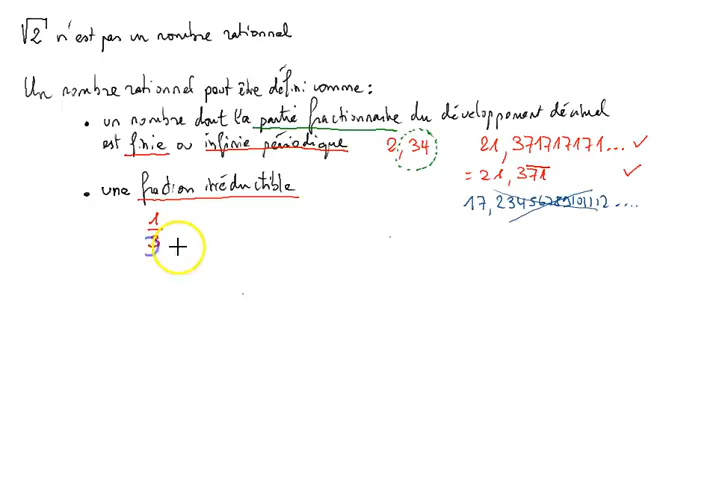 √2 n'est pas un nombre rationnel
Un nombre rationnel peut être défini comme :
• un nombre dont la partie fractionnaire du développement décimal
est finie ou infinie périodique 2,34 21,371717171... ✓
= 21,371 ✓
• une fraction irréductible
17,23456789101112....
1
3